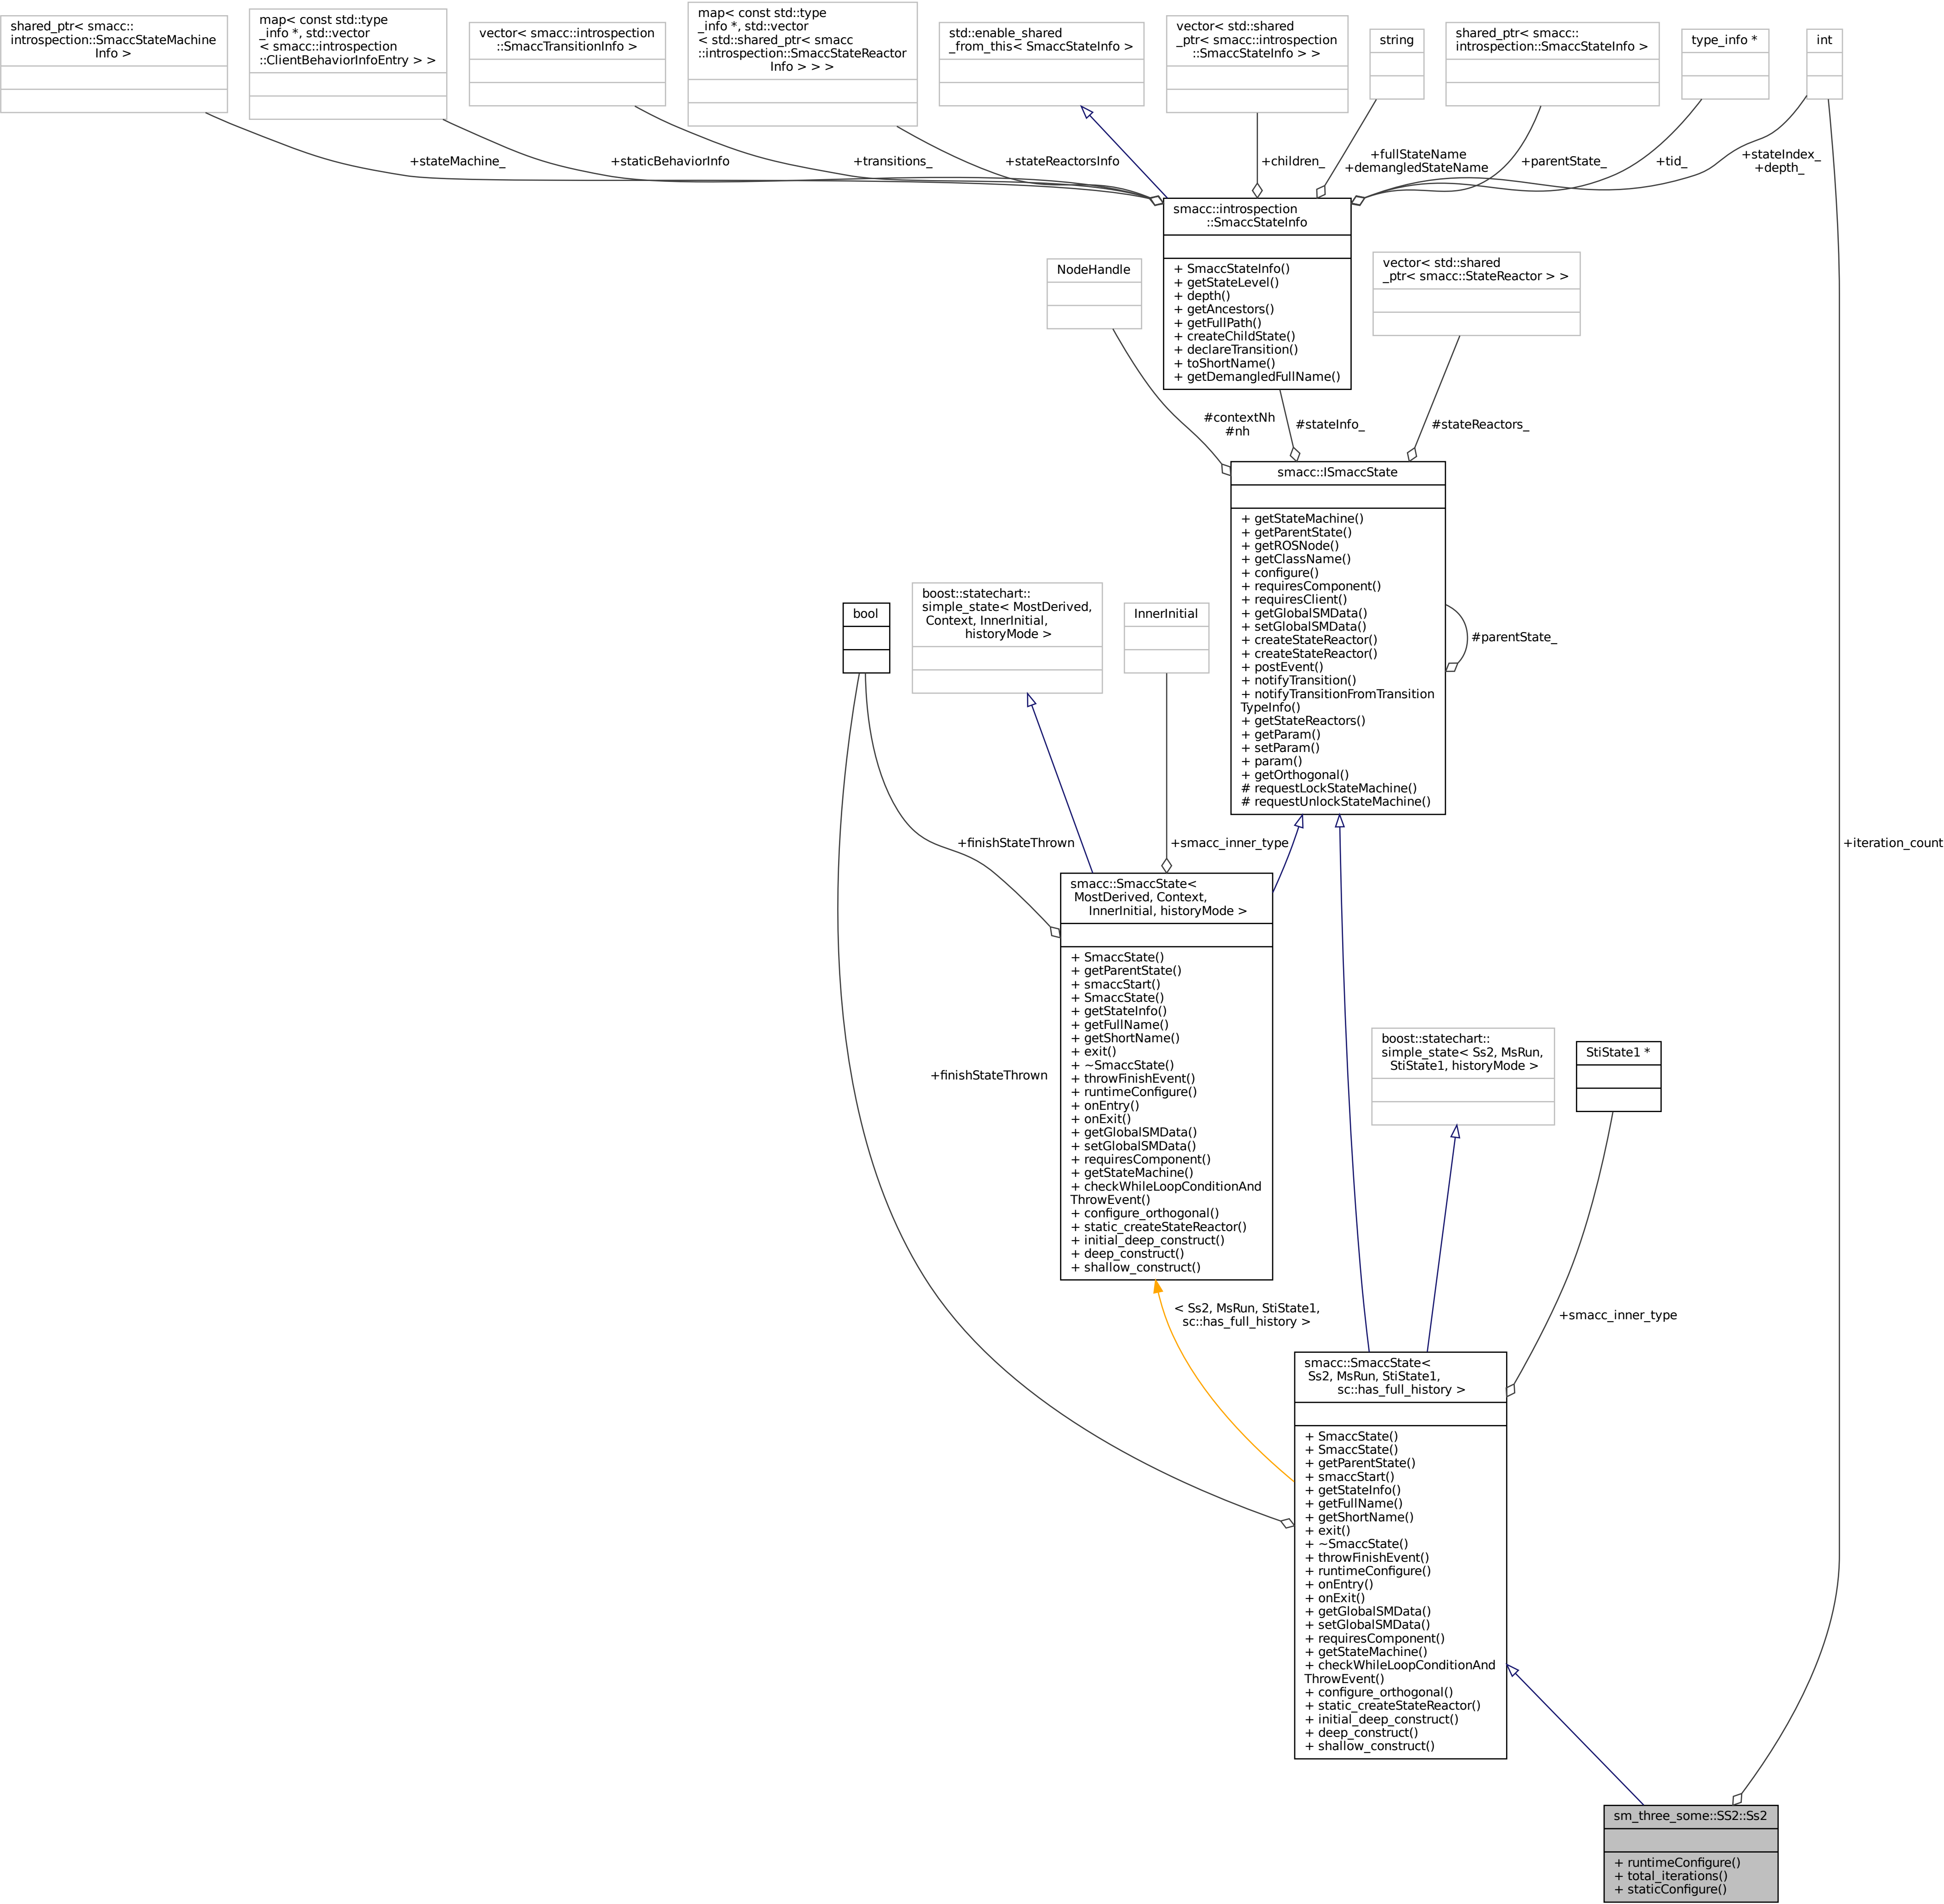 shared_ptr< smacc::
introspection::SmaccStateMachine
Info >
map< const std::type
_info *, std::vector
< smacc::introspection
::ClientBehaviorInfoEntry > >
vector< smacc::introspection
::SmaccTransitionInfo >
map< const std::type
_info *, std::vector
< std::shared_ptr< smacc
::introspection::SmaccStateReactor
Info > > >
std::enable_shared
_from_this< SmaccStateInfo >
vector< std::shared
_ptr< smacc::introspection
::SmaccStateInfo > >
string
shared_ptr< smacc::
introspection::SmaccStateInfo >
type_info *
int
+stateMachine_
+staticBehaviorInfo
+transitions_
+stateReactorsInfo
+children_
+fullStateName
+demangledStateName
+parentState_
+tid_
+stateIndex_
+depth_
smacc::introspection
::SmaccStateInfo
+ SmaccStateInfo()
+ getStateLevel()
+ depth()
+ getAncestors()
+ getFullPath()
+ createChildState()
+ declareTransition()
+ toShortName()
+ getDemangledFullName()
NodeHandle
vector< std::shared
_ptr< smacc::StateReactor > >
#contextNh
#nh
#stateInfo_
#stateReactors_
smacc::ISmaccState
+ getStateMachine()
+ getParentState()
+ getROSNode()
+ getClassName()
+ configure()
+ requiresComponent()
+ requiresClient()
+ getGlobalSMData()
+ setGlobalSMData()
+ createStateReactor()
+ createStateReactor()
+ postEvent()
+ notifyTransition()
+ notifyTransitionFromTransition
TypeInfo()
+ getStateReactors()
+ getParam()
+ setParam()
+ param()
+ getOrthogonal()
# requestLockStateMachine()
# requestUnlockStateMachine()
#parentState_
bool
boost::statechart::
simple_state< MostDerived,
Context, InnerInitial,
historyMode >
InnerInitial
+finishStateThrown
+smacc_inner_type
+iteration_count
smacc::SmaccState<
MostDerived, Context,
InnerInitial, historyMode >
+ SmaccState()
+ getParentState()
+ smaccStart()
+ SmaccState()
+ getStateInfo()
+ getFullName()
+ getShortName()
+ exit()
+ ~SmaccState()
+ throwFinishEvent()
+ runtimeConfigure()
+ onEntry()
+ onExit()
+ getGlobalSMData()
+ setGlobalSMData()
+ requiresComponent()
+ getStateMachine()
+ checkWhileLoopConditionAnd
ThrowEvent()
+ configure_orthogonal()
+ static_createStateReactor()
+ initial_deep_construct()
+ deep_construct()
+ shallow_construct()
+finishStateThrown
boost::statechart::
simple_state< Ss2, MsRun,
StiState1, historyMode >
StiState1 *
< Ss2, MsRun, StiState1,
sc::has_full_history >
+smacc_inner_type
smacc::SmaccState<
Ss2, MsRun, StiState1,
sc::has_full_history >
+ SmaccState()
+ SmaccState()
+ getParentState()
+ smaccStart()
+ getStateInfo()
+ getFullName()
+ getShortName()
+ exit()
+ ~SmaccState()
+ throwFinishEvent()
+ runtimeConfigure()
+ onEntry()
+ onExit()
+ getGlobalSMData()
+ setGlobalSMData()
+ requiresComponent()
+ getStateMachine()
+ checkWhileLoopConditionAnd
ThrowEvent()
+ configure_orthogonal()
+ static_createStateReactor()
+ initial_deep_construct()
+ deep_construct()
+ shallow_construct()
sm_three_some::SS2::Ss2
+ runtimeConfigure()
+ total_iterations()
+ staticConfigure()